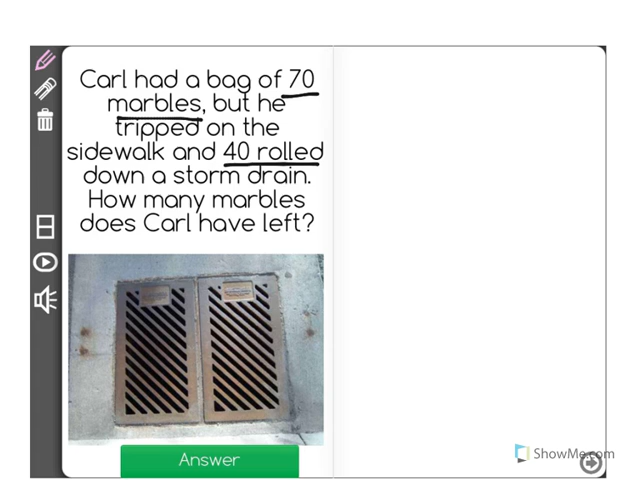 Carl had a bag of 70
marbles, but he
tripped on the
sidewalk and 40 rolled
down a storm drain.
How many marbles
does Carl have left?
Answer
ShowMe.com